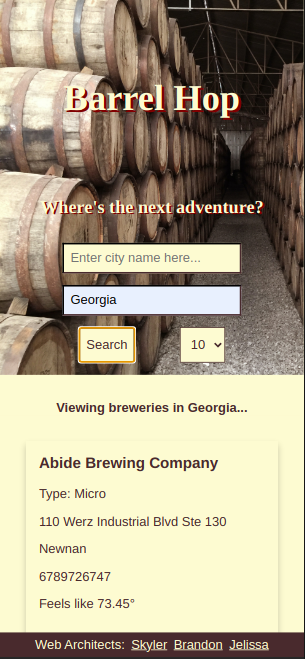 Barrel Hop
Where's the next adventure?
Enter city name here...
Georgia
Search
10
Viewing breweries in Georgia...
Abide Brewing Company
Type: Micro
110 Werz Industrial Blvd Ste 130
Newnan
6789726747
Feels like 73.45°
Web Architects: Skyler Brandon Jelissa